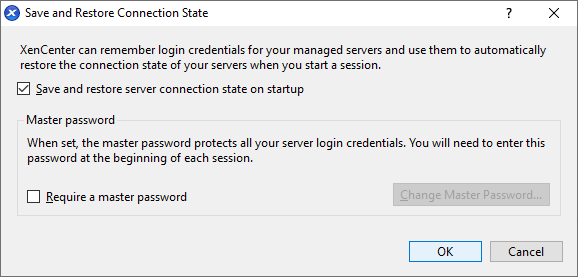 Save and Restore Connection State
XenCenter can remember login credentials for your managed servers and use them to automatically
restore the connection state of your servers when you start a session.
Save and restore server connection state on startup
Master password
When set, the master password protects all your server login credentials. You will need to enter this
password at the beginning of each session.
Require a master password
Change Master Password...
OK
Cancel